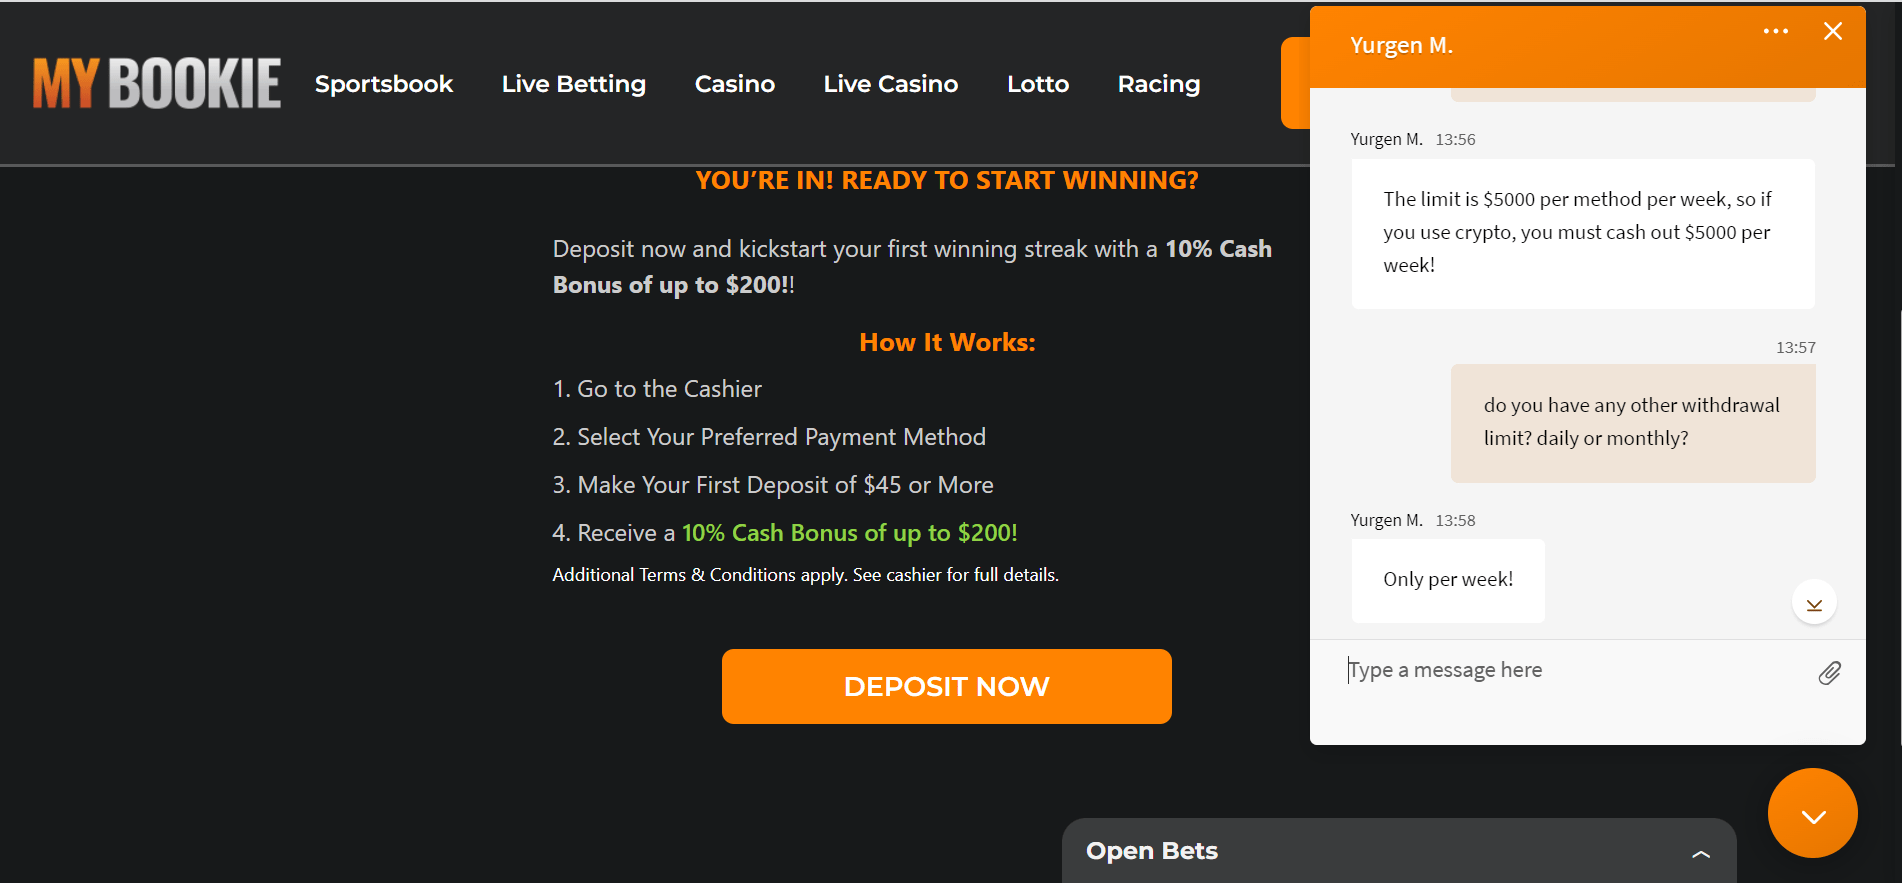 MY BOOKIE
Sportsbook
Live Betting
Casino
Live Casino
Lotto
Racing
YOU’RE IN! READY TO START WINNING?
Deposit now and kickstart your first winning streak with a 10% Cash
Bonus of up to $200!!
How It Works:
1. Go to the Cashier
2. Select Your Preferred Payment Method
3. Make Your First Deposit of $45 or More
4. Receive a 10% Cash Bonus of up to $200!
Additional Terms & Conditions apply. See cashier for full details.
DEPOSIT NOW
Open Bets
Yurgen M.
Yurgen M. 13:56
The limit is $5000 per method per week, so if
you use crypto, you must cash out $5000 per
week!
13:57
do you have any other withdrawal
limit? daily or monthly?
Yurgen M. 13:58
Only per week!
Type a message here